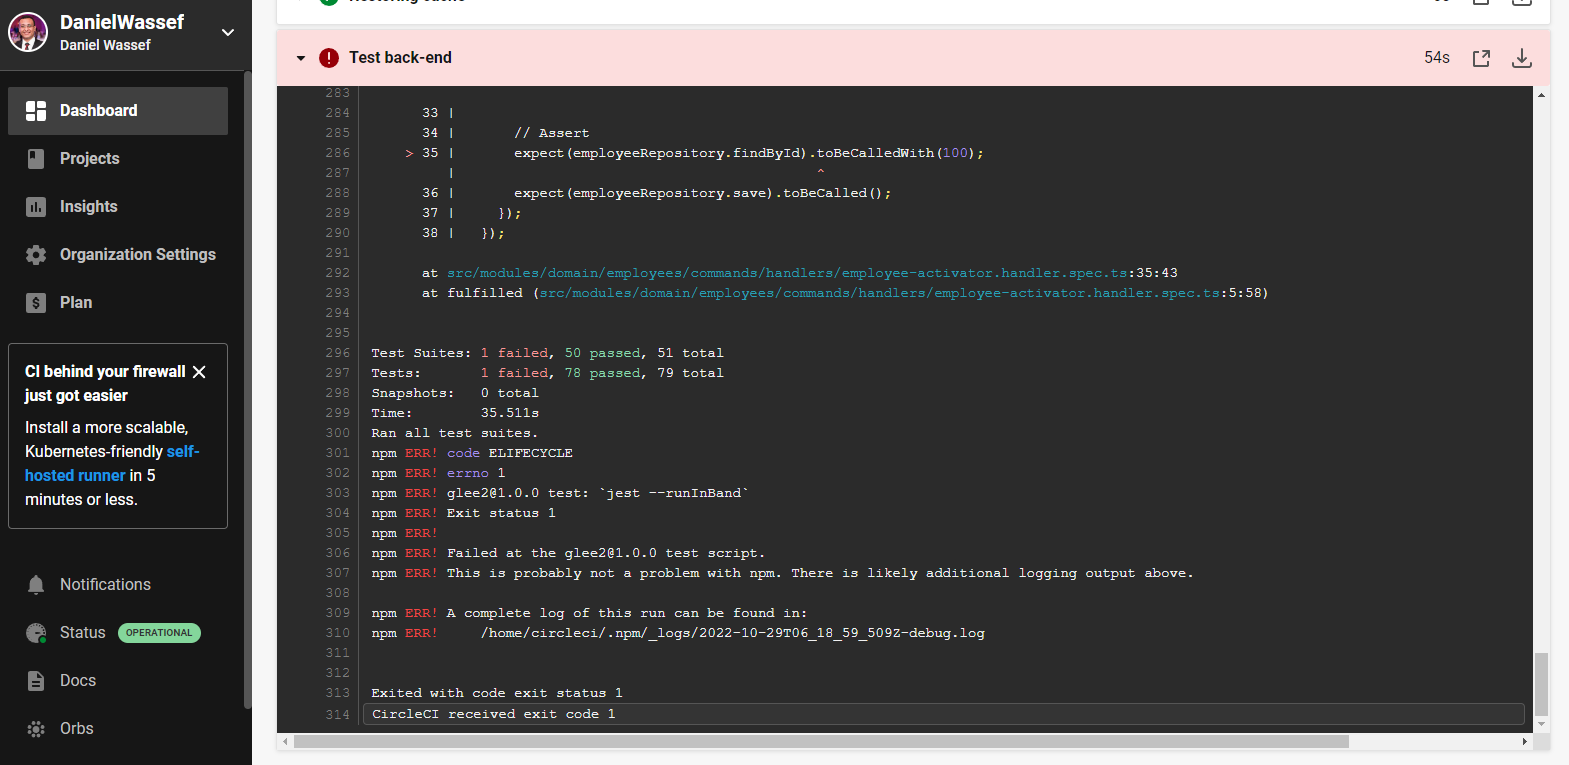 DanielWassef
Daniel Wassef
Dashboard
Projects
Insights
Organization Settings
Plan
CI behind your firewall
just got easier
Install a more scalable,
Kubernetes-friendly self-
hosted runner in 5
minutes or less.
Notifications
Status OPERATIONAL
Docs
Orbs
Test back-end 54s
283
284 33 |
285 34 | // Assert
286 > 35 | expect(employeeRepository.findById).toBeCalledWith(100);
287 | ^
288 36 | expect(employeeRepository.save).toBeCalled();
289 37 | });
290 38 | });
291
292 at src/modules/domain/employees/commands/handlers/employee-activator.handler.spec.ts:35:43
293 at fulfilled (src/modules/domain/employees/commands/handlers/employee-activator.handler.spec.ts:5:58)
294
295
296 Test Suites: 1 failed, 50 passed, 51 total
297 Tests: 1 failed, 78 passed, 79 total
298 Snapshots: 0 total
299 Time: 35.511s
300 Ran all test suites.
301 npm ERR! code ELIFECYCLE
302 npm ERR! errno 1
303 npm ERR! glee2@1.0.0 test: `jest --runInBand`
304 npm ERR! Exit status 1
305 npm ERR!
306 npm ERR! Failed at the glee2@1.0.0 test script.
307 npm ERR! This is probably not a problem with npm. There is likely additional logging output above.
308
309 npm ERR! A complete log of this run can be found in:
310 npm ERR! /home/circleci/.npm/_logs/2022-10-29T06_18_59_509Z-debug.log
311
312
313 Exited with code exit status 1
314 CircleCI received exit code 1